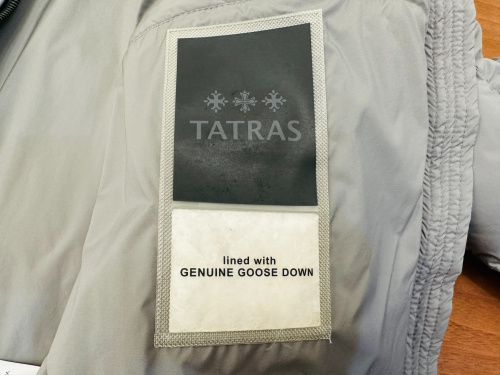 TATRAS
lined with
GENUINE GOOSE DOWN